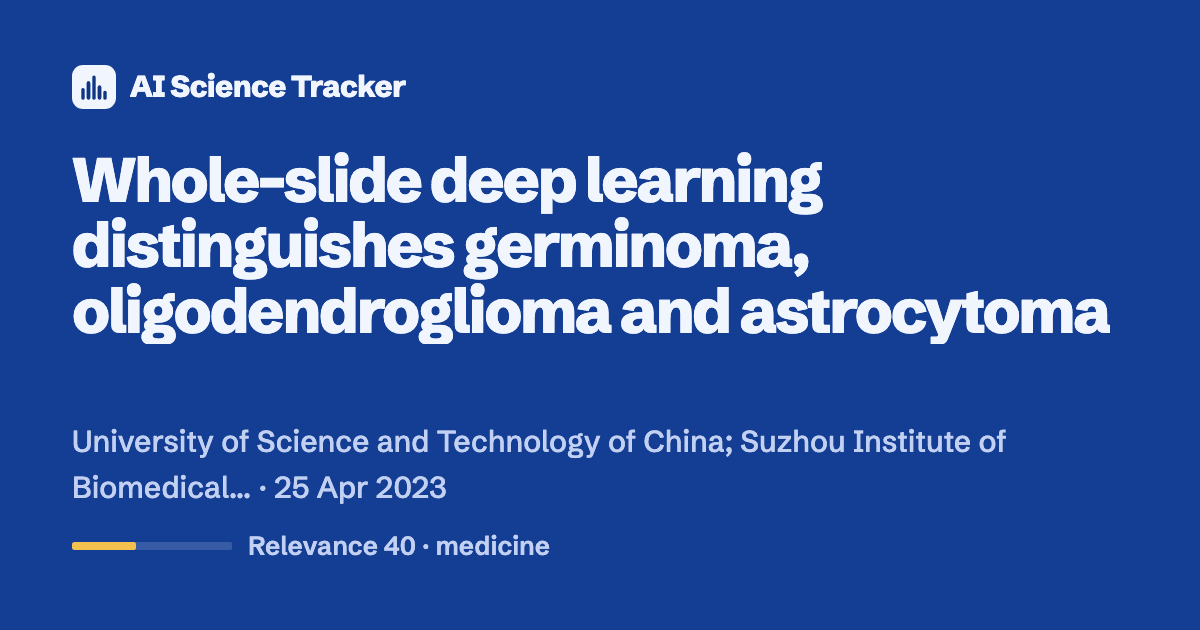 AI Science Tracker
Whole-slide deep learning
distinguishes germinoma,
oligodendroglioma and astrocytoma
University of Science and Technology of China; Suzhou Institute of
Biomedical... · 25 Apr 2023
Relevance 40 · medicine